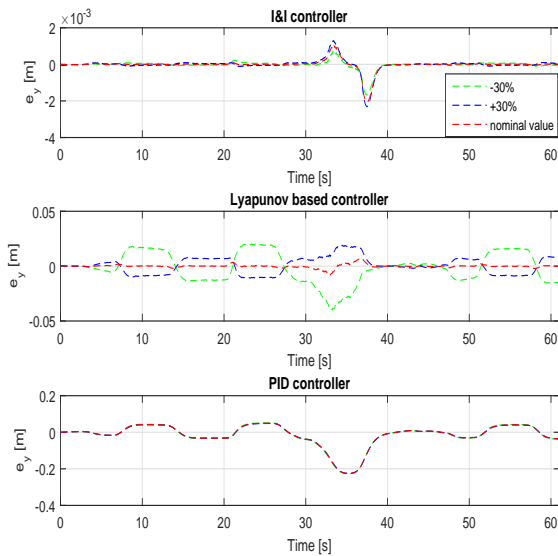 I&I controller
×10⁻³
2
0
-2
-4
e_y [m]
-30%
+30%
nominal value
0 10 20 30 40 50 60
Time [s]
Lyapunov based controller
0.05
0
-0.05
e_y [m]
0 10 20 30 40 50 60
Time [s]
PID controller
0.2
0
-0.2
-0.4
e_y [m]
0 10 20 30 40 50 60
Time [s]